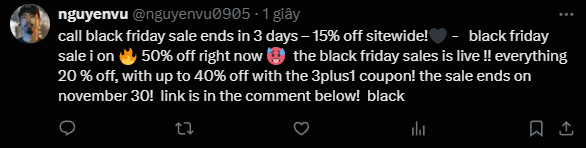 nguyenvu @nguyenvu0905 · 1 giây
call black friday sale ends in 3 days – 15% off sitewide!🖤 -   black friday
sale i on 🔥 50% off right now 🥵  the black friday sales is live !! everything
20 % off, with up to 40% off with the 3plus1 coupon! the sale ends on
november 30!  link is in the comment below!  black